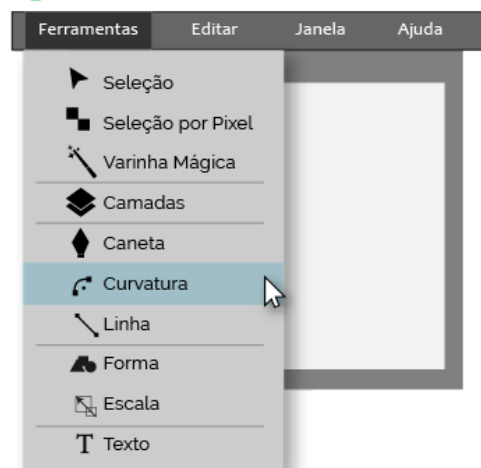 Ferramentas Editar Janela Ajuda
Seleção
Seleção por Pixel
Varinha Mágica
Camadas
Caneta
Curvatura
Linha
Forma
Escala
Texto